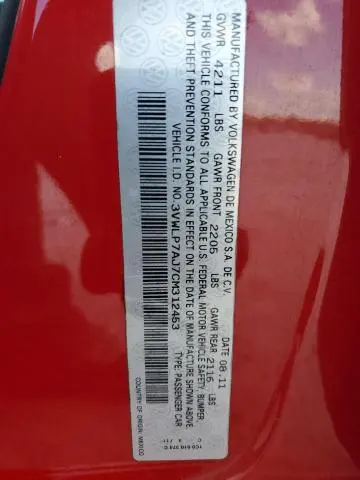 MANUFACTURED BY VOLKSWAGEN DE MEXICO S.A. DE C.V.
GVWR 4211 LBS GAWR FRONT 2205 LBS GAWR REAR 2116 LBS DATE 08-11
THIS VEHICLE CONFORMS TO ALL APPLICABLE U.S. FEDERAL MOTOR VEHICLE SAFETY, BUMPER,
AND THEFT PREVENTION STANDARDS IN EFFECT ON THE DATE OF MANUFACTURE SHOWN ABOVE.
VEHICLE I.D. NO. 3VWLP7AJ7CM312453 TYPE: PASSENGER CAR
COUNTRY OF ORIGIN: MEXICO